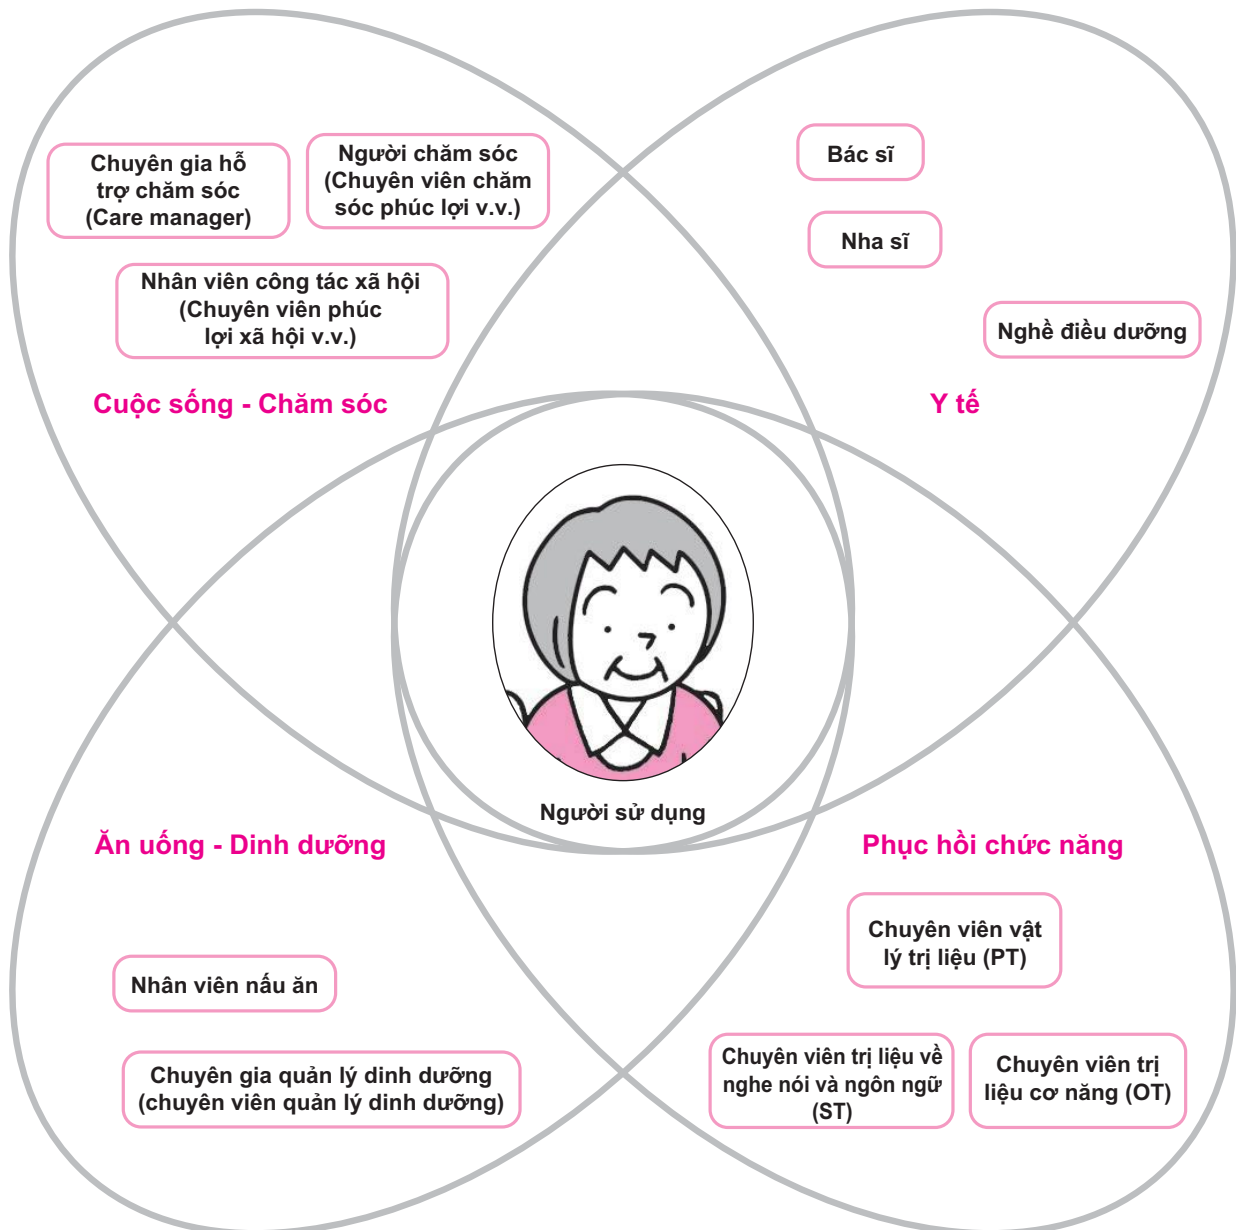 Chuyên gia hỗ
trợ chăm sóc
(Care manager)
Người chăm sóc
(Chuyên viên chăm
sóc phúc lợi v.v.)
Nhân viên công tác xã hội
(Chuyên viên phúc
lợi xã hội v.v.)
Cuộc sống - Chăm sóc
Bác sĩ
Nha sĩ
Nghề điều dưỡng
Y tế
Người sử dụng
Ăn uống - Dinh dưỡng
Nhân viên nấu ăn
Chuyên gia quản lý dinh dưỡng
(chuyên viên quản lý dinh dưỡng)
Phục hồi chức năng
Chuyên viên vật
lý trị liệu (PT)
Chuyên viên trị liệu về
nghe nói và ngôn ngữ
(ST)
Chuyên viên trị
liệu cơ năng (OT)